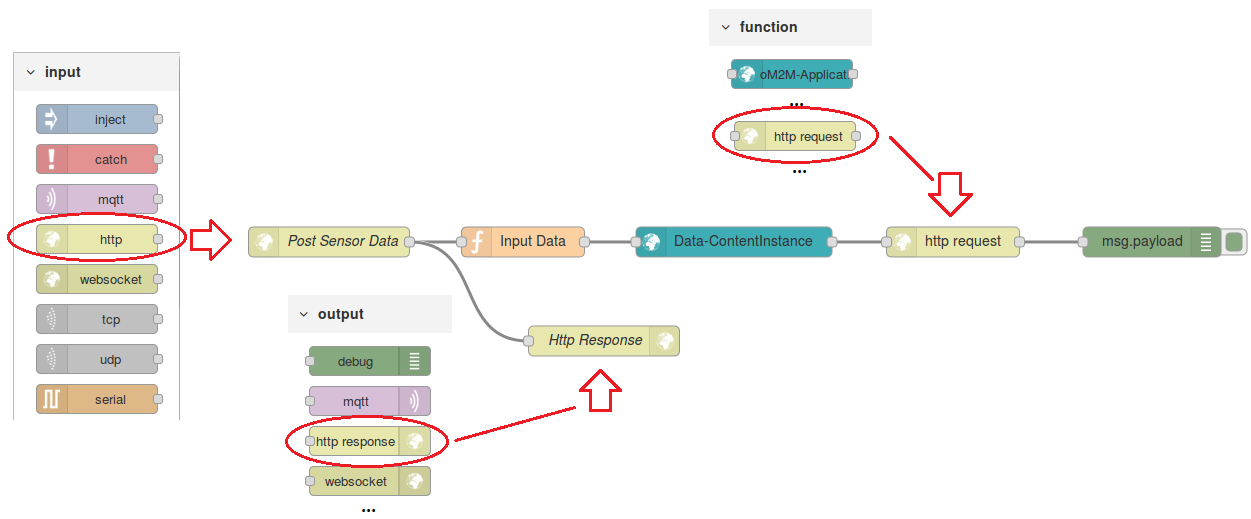 input
inject
catch
mqtt
http
websocket
tcp
udp
serial
function
oM2M-Applicat
...
http request
...
Post Sensor Data
Input Data
Data-ContentInstance
http request
msg.payload
Http Response
output
debug
mqtt
http response
websocket
...